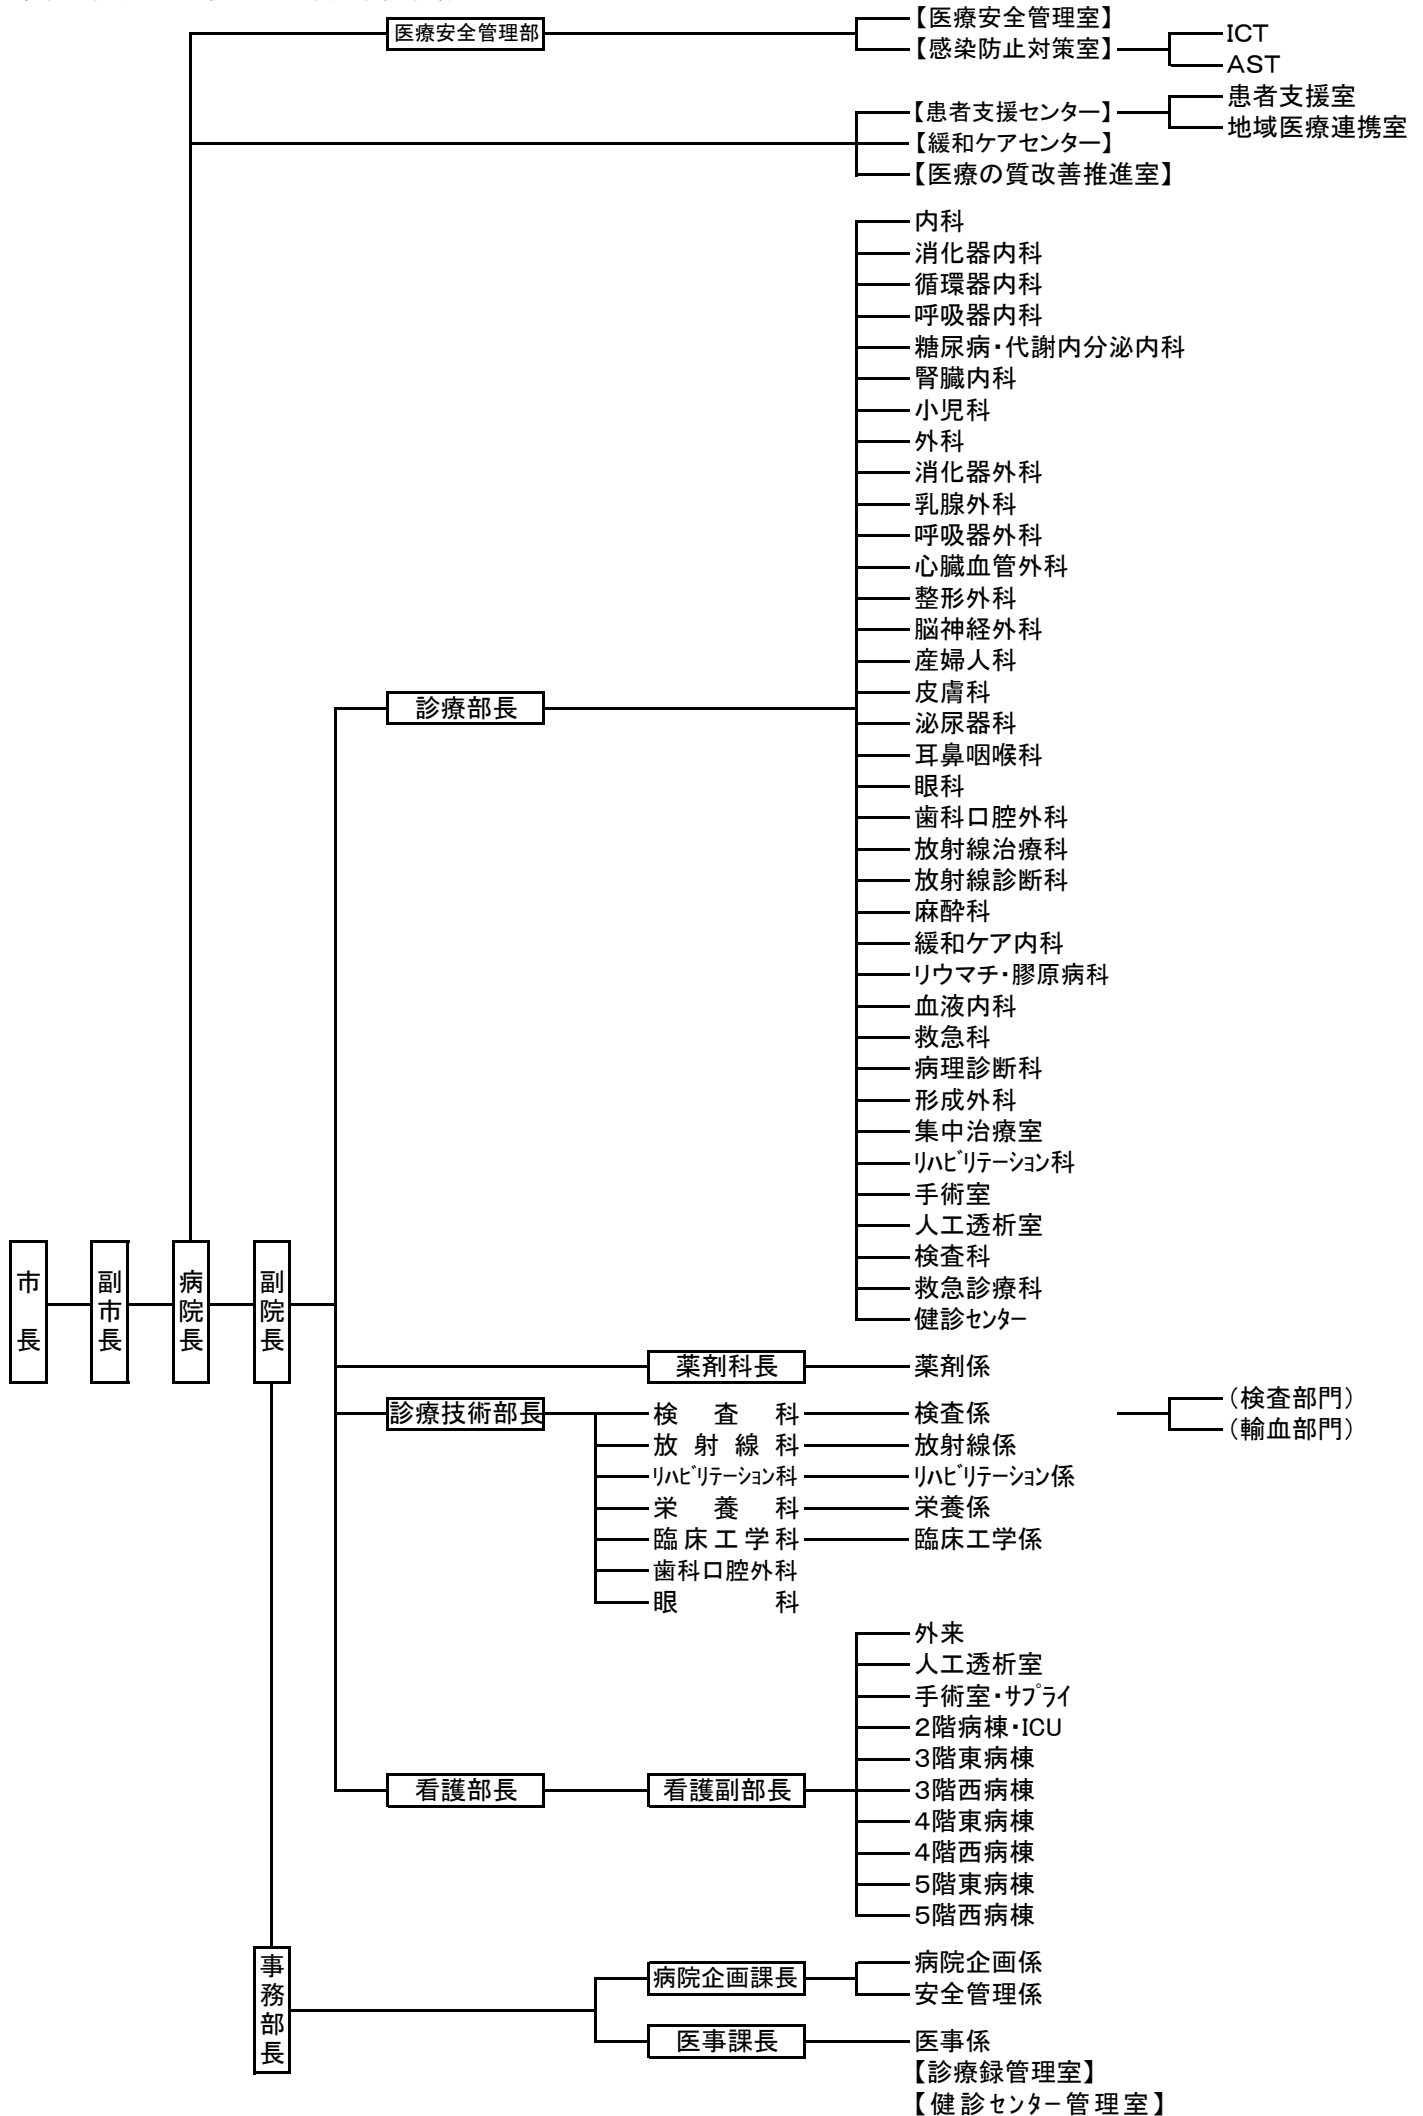 医療安全管理部
【医療安全管理室】
【感染防止対策室】
ICT
AST
【患者支援センター】
患者支援室
地域医療連携室
【緩和ケアセンター】
【医療の質改善推進室】
内科
消化器内科
循環器内科
呼吸器内科
糖尿病・代謝内分泌内科
腎臓内科
小児科
外科
消化器外科
乳腺外科
呼吸器外科
心臓血管外科
整形外科
脳神経外科
産婦人科
診療部長
皮膚科
泌尿器科
耳鼻咽喉科
眼科
歯科口腔外科
放射線治療科
放射線診断科
麻酔科
緩和ケア内科
リウマチ・膠原病科
血液内科
救急科
病理診断科
形成外科
集中治療室
ﾘﾊﾋﾞﾘﾃｰｼｮﾝ科
手術室
人工透析室
検査科
救急診療科
健診ｾﾝﾀｰ
市長
副市長
病院長
副院長
薬剤科長
薬剤係
診療技術部長
検査科
検査係
（検査部門）
（輸血部門）
放射線科
放射線係
ﾘﾊﾋﾞﾘﾃｰｼｮﾝ科
ﾘﾊﾋﾞﾘﾃｰｼｮﾝ係
栄養科
栄養係
臨床工学科
臨床工学係
歯科口腔外科
眼科
看護部長
看護副部長
外来
人工透析室
手術室・ｻﾌﾟﾗｲ
２階病棟・ICU
３階東病棟
３階西病棟
４階東病棟
４階西病棟
５階東病棟
５階西病棟
事務部長
病院企画課長
病院企画係
安全管理係
医事課長
医事係
【診療録管理室】
【健診ｾﾝﾀｰ管理室】